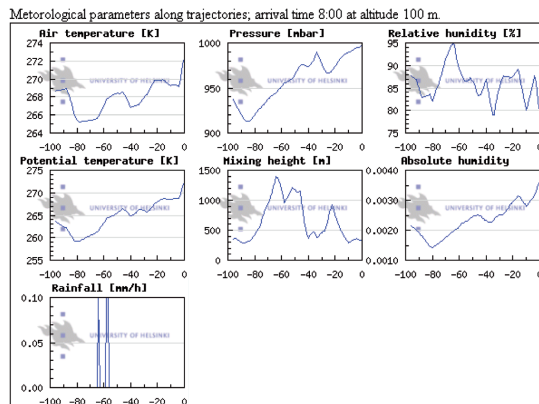 Metorological parameters along trajectories; arrival time 8:00 at altitude 100 m.
Air temperature [K] Pressure [mbar] Relative humidity [%]
274 1000 95
272 90
270 950 85
268 UNIVERSITY OF HELSINKI UNIVERSITY OF HELSINKI UNIVERSITY OF HELSINKI
266 80
264 900 75
-100 -80 -60 -40 -20 0 -100 -80 -60 -40 -20 0 -100 -80 -60 -40 -20 0
Potential temperature [K] Mixing height [m] Absolute humidity
275 1500 0.0040
270 1000 0.0030
UNIVERSITY OF HELSINKI UNIVERSITY OF HELSINKI UNIVERSITY OF HELSINKI
265
260 500 0.0020
255 0 0.0010
-100 -80 -60 -40 -20 0 -100 -80 -60 -40 -20 0 -100 -80 -60 -40 -20 0
Rainfall [mm/h]
0.10
UNIVERSITY OF HELSINKI
0.05
0.00
-100 -80 -60 -40 -20 0